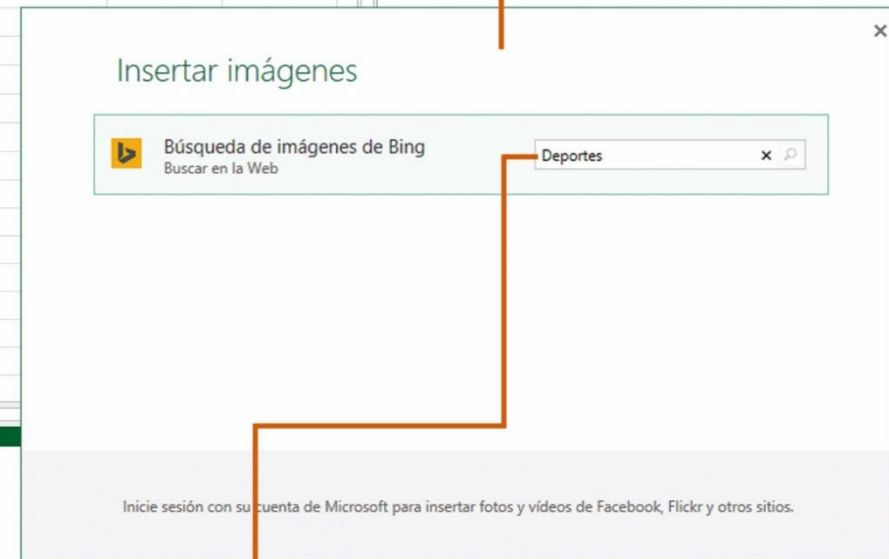 Insertar imágenes
Búsqueda de imágenes de Bing
Buscar en la Web
Deportes
Inicie sesión con su cuenta de Microsoft para insertar fotos y vídeos de Facebook, Flickr y otros sitios.